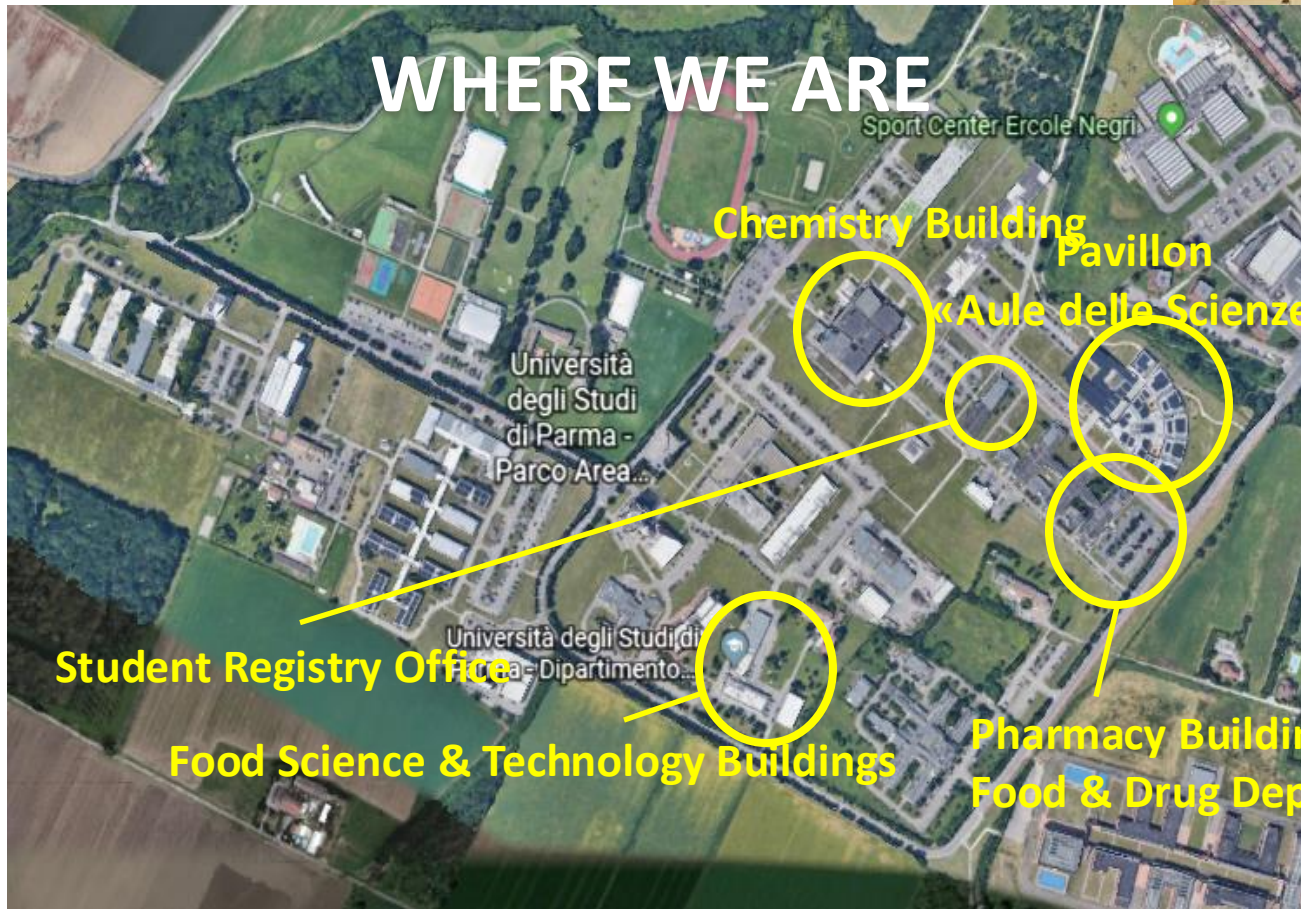 WHERE WE ARE
Sport Center Ercole Negri
Chemistry Building
Pavillon
«Aule delle Scienze
Università
degli Studi
di Parma -
Parco Area...
Università degli Studi di
Dipartimento...
Student Registry Office
Food Science & Technology Buildings
Pharmacy Buildin
Food & Drug Dep